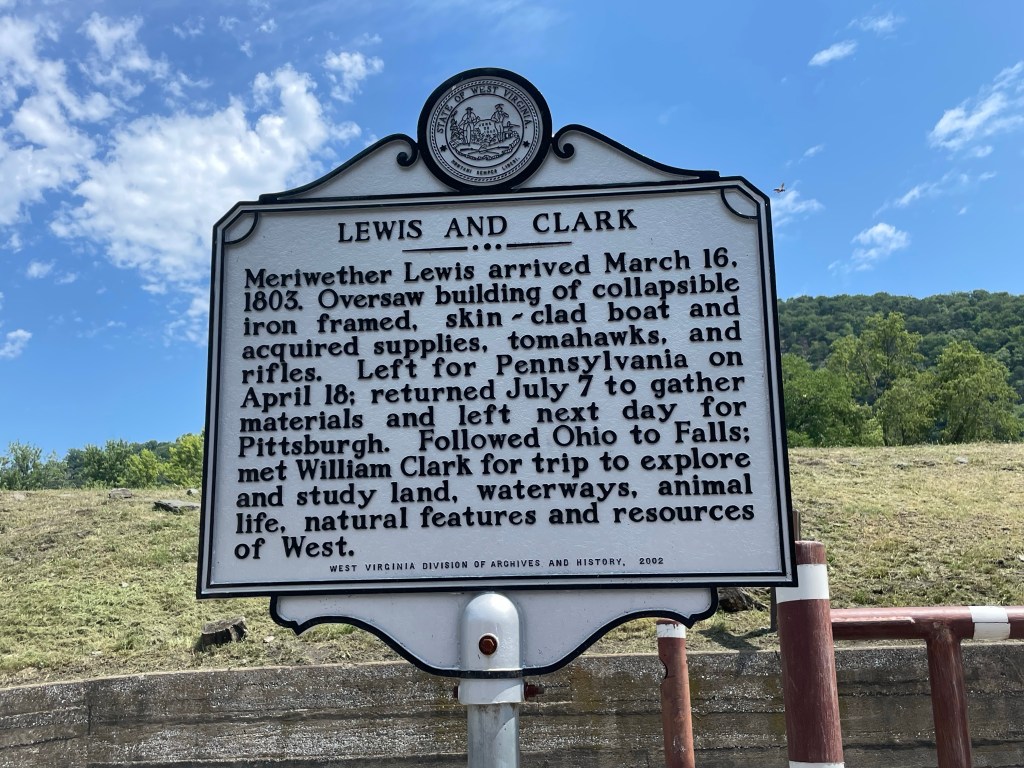 STATE OF WEST VIRGINIA
MONTANI SEMPER LIBERI
LEWIS AND CLARK
Meriwether Lewis arrived March 16,
1803. Oversaw building of collapsible
iron framed, skin-clad boat and
acquired supplies, tomahawks, and
rifles. Left for Pennsylvania on
April 18; returned July 7 to gather
materials and left next day for
Pittsburgh. Followed Ohio to Falls;
met William Clark for trip to explore
and study land, waterways, animal
life, natural features and resources
of West.
WEST VIRGINIA DIVISION OF ARCHIVES AND HISTORY, 2002